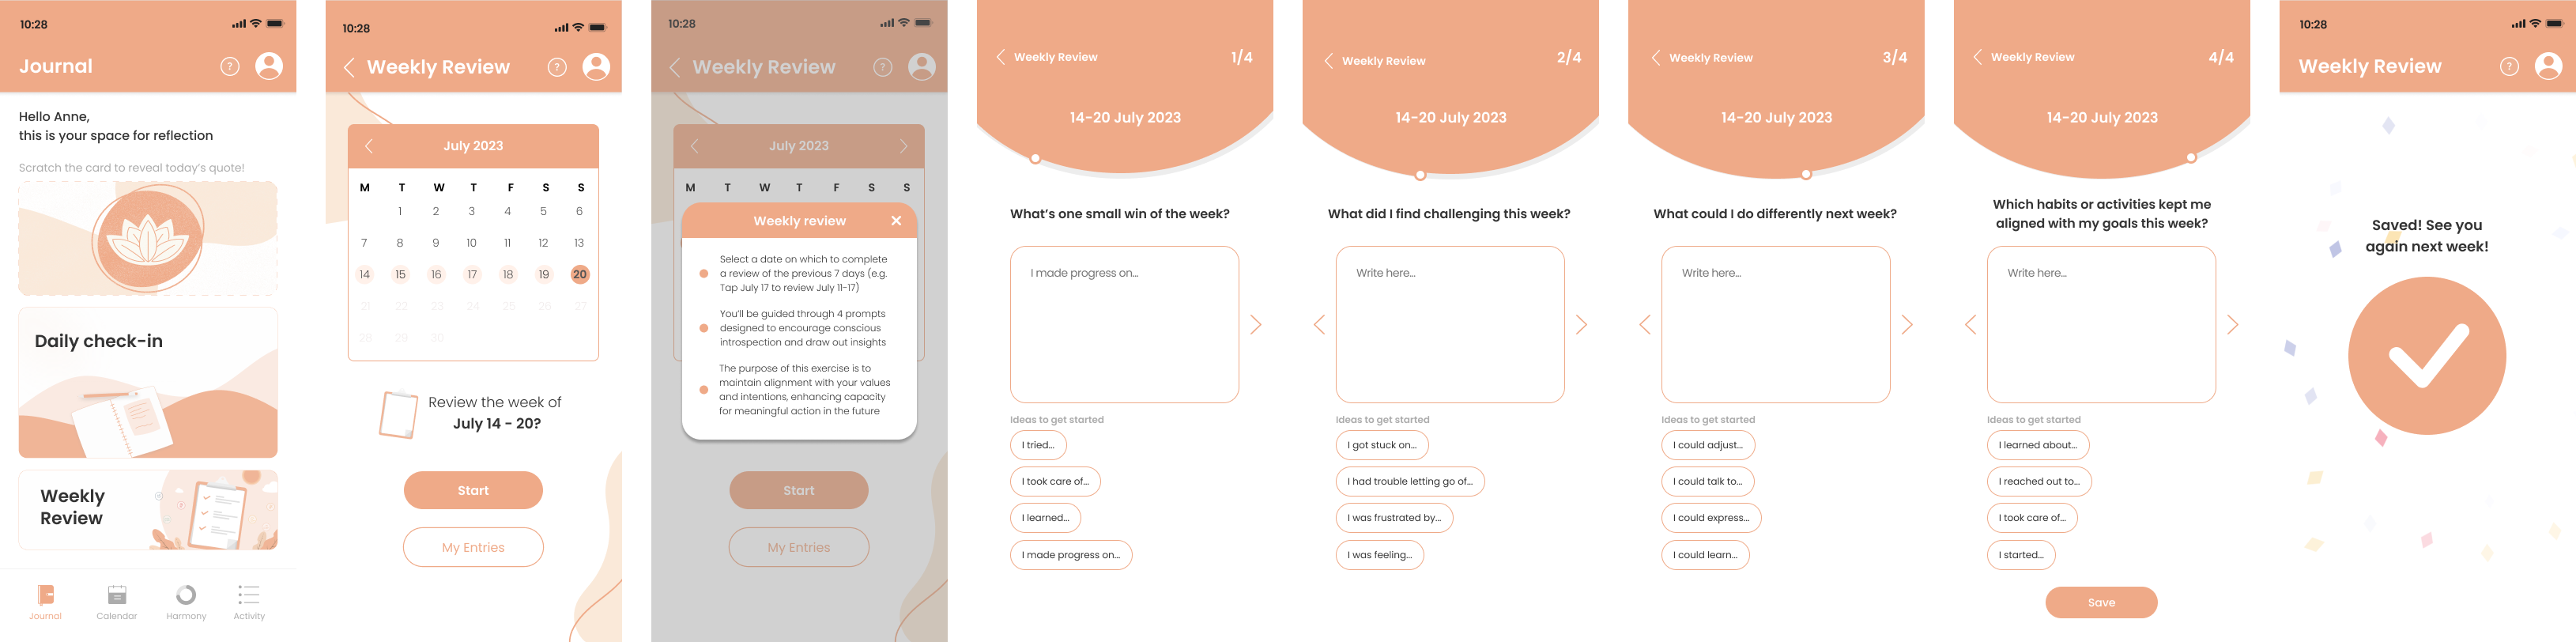 10:28
Journal
?
Hello Anne,
this is your space for reflection
Scratch the card to reveal today's quote!
Daily check-in
Weekly
Review
Journal
Calendar
Harmony
Activity
10:28
Weekly Review
?
July 2023
M T W T F S S
1 2 3 4 5 6
7 8 9 10 11 12 13
14 15 16 17 18 19 20
21 22 23 24 25 26 27
28 29 30
Review the week of
July 14 - 20?
Start
My Entries
10:28
Weekly Review
?
July 2023
M T W T F S S
Weekly review
Select a date on which to complete
a review of the previous 7 days (e.g.
Tap July 17 to review July 11-17)
You'll be guided through 4 prompts
designed to encourage conscious
introspection and draw out insights
The purpose of this exercise is to
maintain alignment with your values
and intentions, enhancing capacity
for meaningful action in the future
Start
My Entries
Weekly Review
1/4
14-20 July 2023
What's one small win of the week?
I made progress on...
Ideas to get started
I tried...
I took care of...
I learned...
I made progress on...
Weekly Review
2/4
14-20 July 2023
What did I find challenging this week?
Write here...
Ideas to get started
I got stuck on...
I had trouble letting go of...
I was frustrated by...
I was feeling...
Weekly Review
3/4
14-20 July 2023
What could I do differently next week?
Write here...
Ideas to get started
I could adjust...
I could talk to...
I could express...
I could learn...
Weekly Review
4/4
14-20 July 2023
Which habits or activities kept me
aligned with my goals this week?
Write here...
Ideas to get started
I learned about...
I reached out to...
I took care of...
I started...
Save
10:28
Weekly Review
?
Saved! See you
again next week!